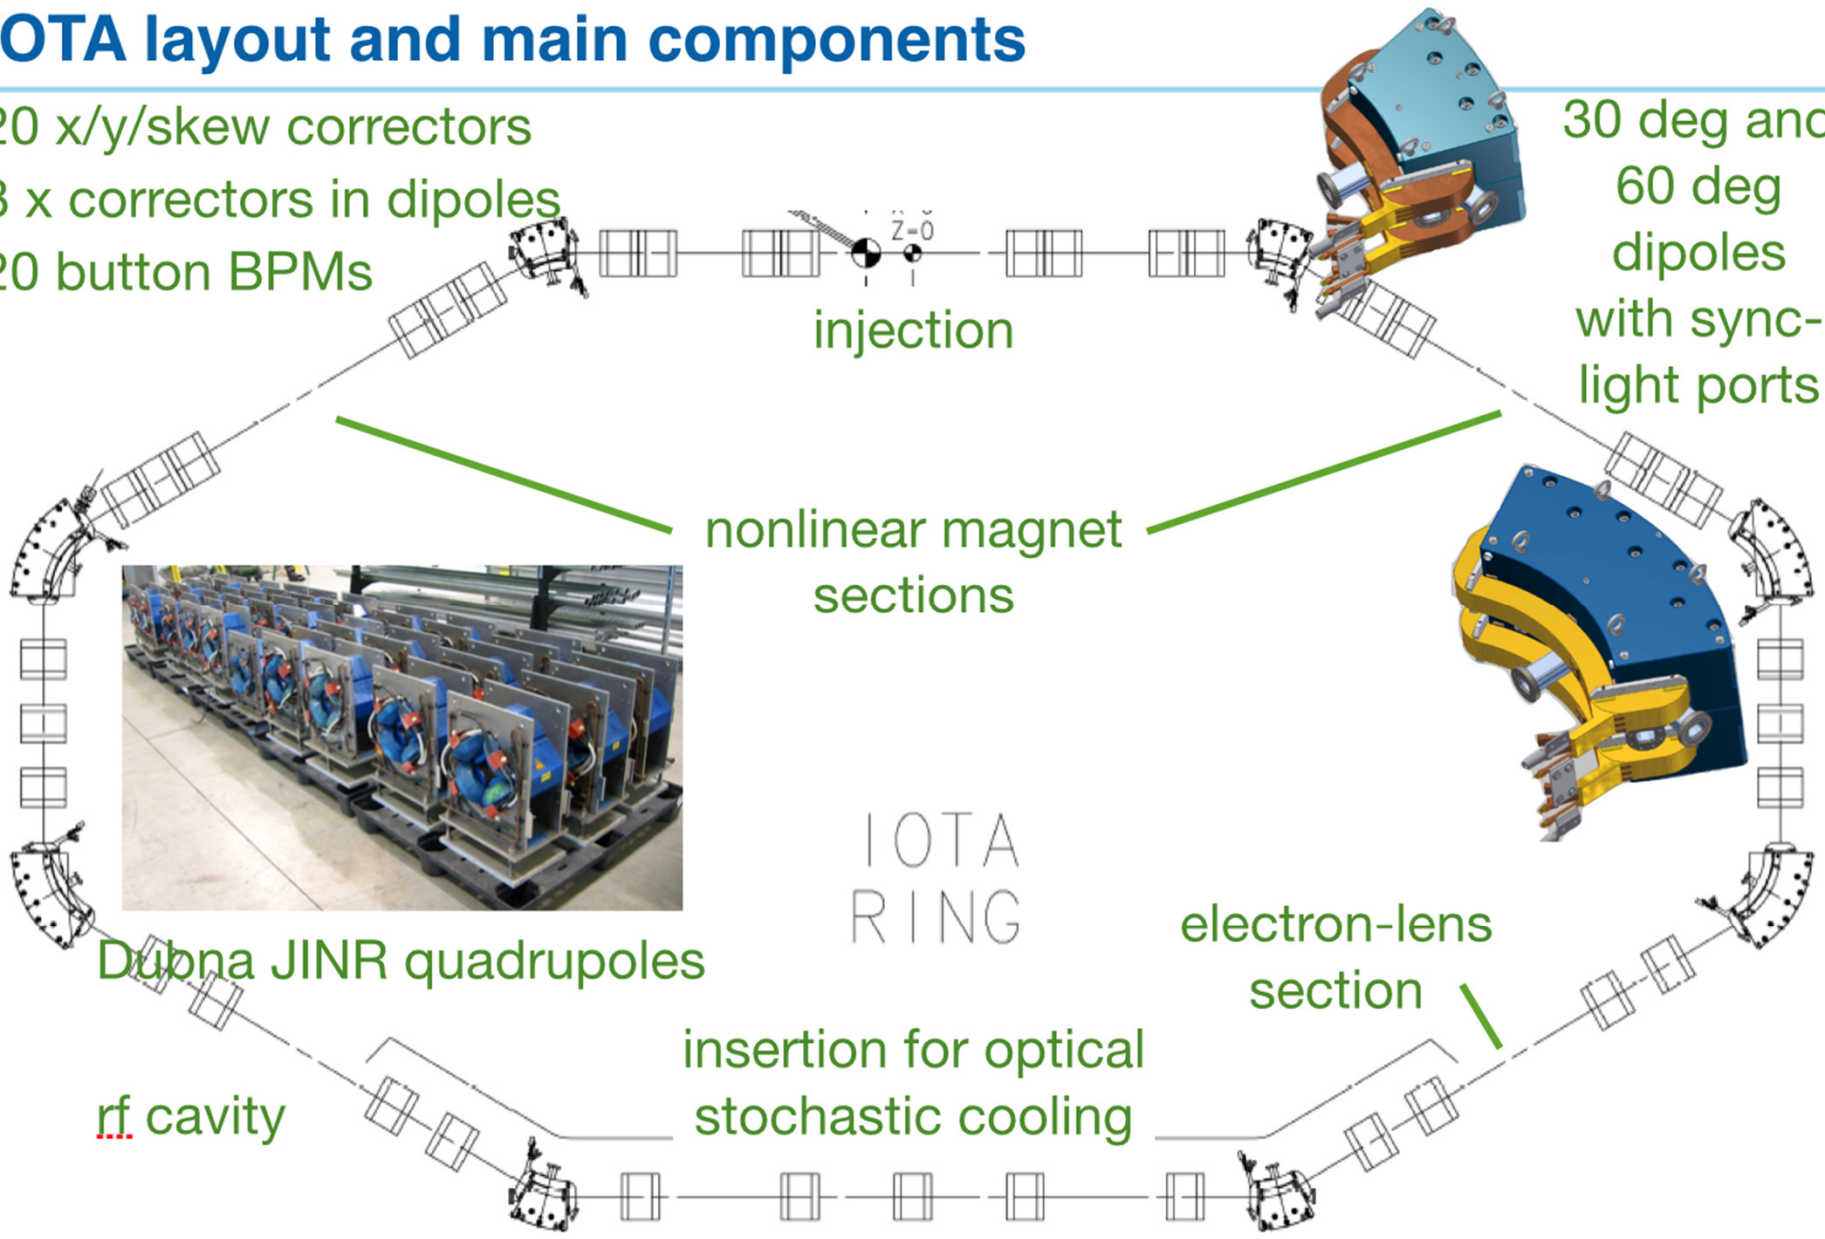 OTA layout and main components
20 x/y/skew correctors
8 x correctors in dipoles
20 button BPMs
30 deg and
60 deg
dipoles
with sync-
light ports
Z=0
injection
nonlinear magnet
sections
Dubna JINR quadrupoles
IOTA
RING
electron-lens
section
insertion for optical
stochastic cooling
rf cavity